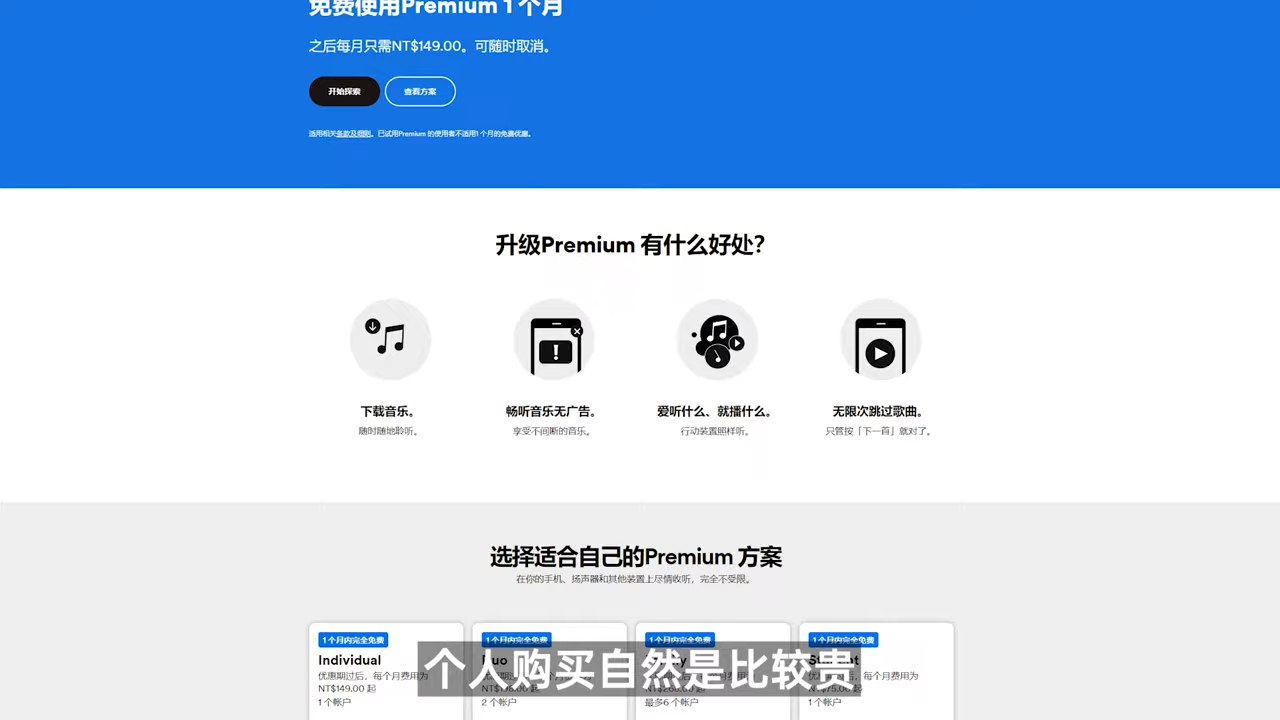 免费使用Premium 1 个月
之后每月只需NT$149.00。可随时取消。
开始探索
查看方案
适用相关条款及细则。已试用Premium 的使用者不适用1 个月的免费优惠。
升级Premium 有什么好处?
下载音乐。
随时随地聆听。
畅听音乐无广告。
享受不间断的音乐。
爱听什么、就播什么。
行动装置照样听。
无限次跳过歌曲。
只管按「下一首」就对了。
选择适合自己的Premium 方案
在你的手机、扬声器和其他装置上尽情收听，完全不受限。
1 个月内完全免费
Individual
优惠期过后，每个月费用为
NT$149.00 起
1 个帐户
1 个月内完全免费
2 个帐户
1 个月内完全免费
最多6 个帐户
1 个月内完全免费
1 个帐户
个人购买自然是比较贵